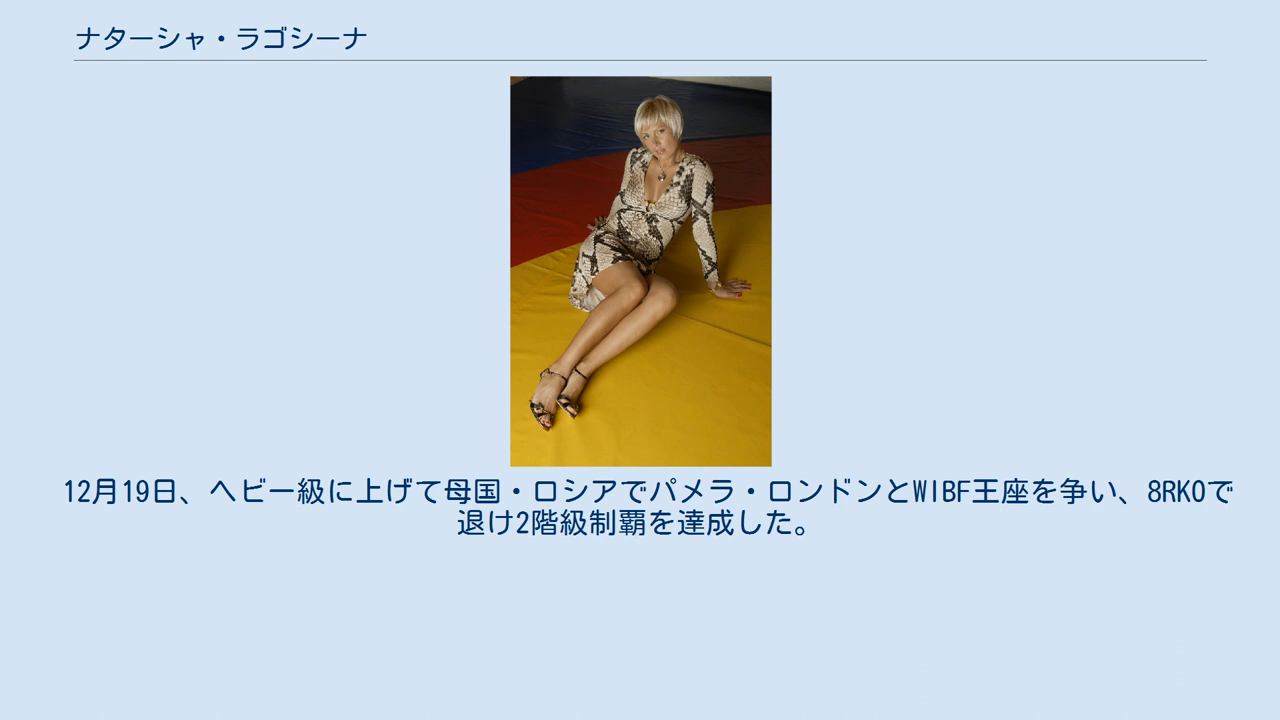 ナターシャ・ラゴシーナ
12月19日、ヘビー級に上げて母国・ロシアでパメラ・ロンドンとWIBF王座を争い、8RKOで
退け2階級制覇を達成した。